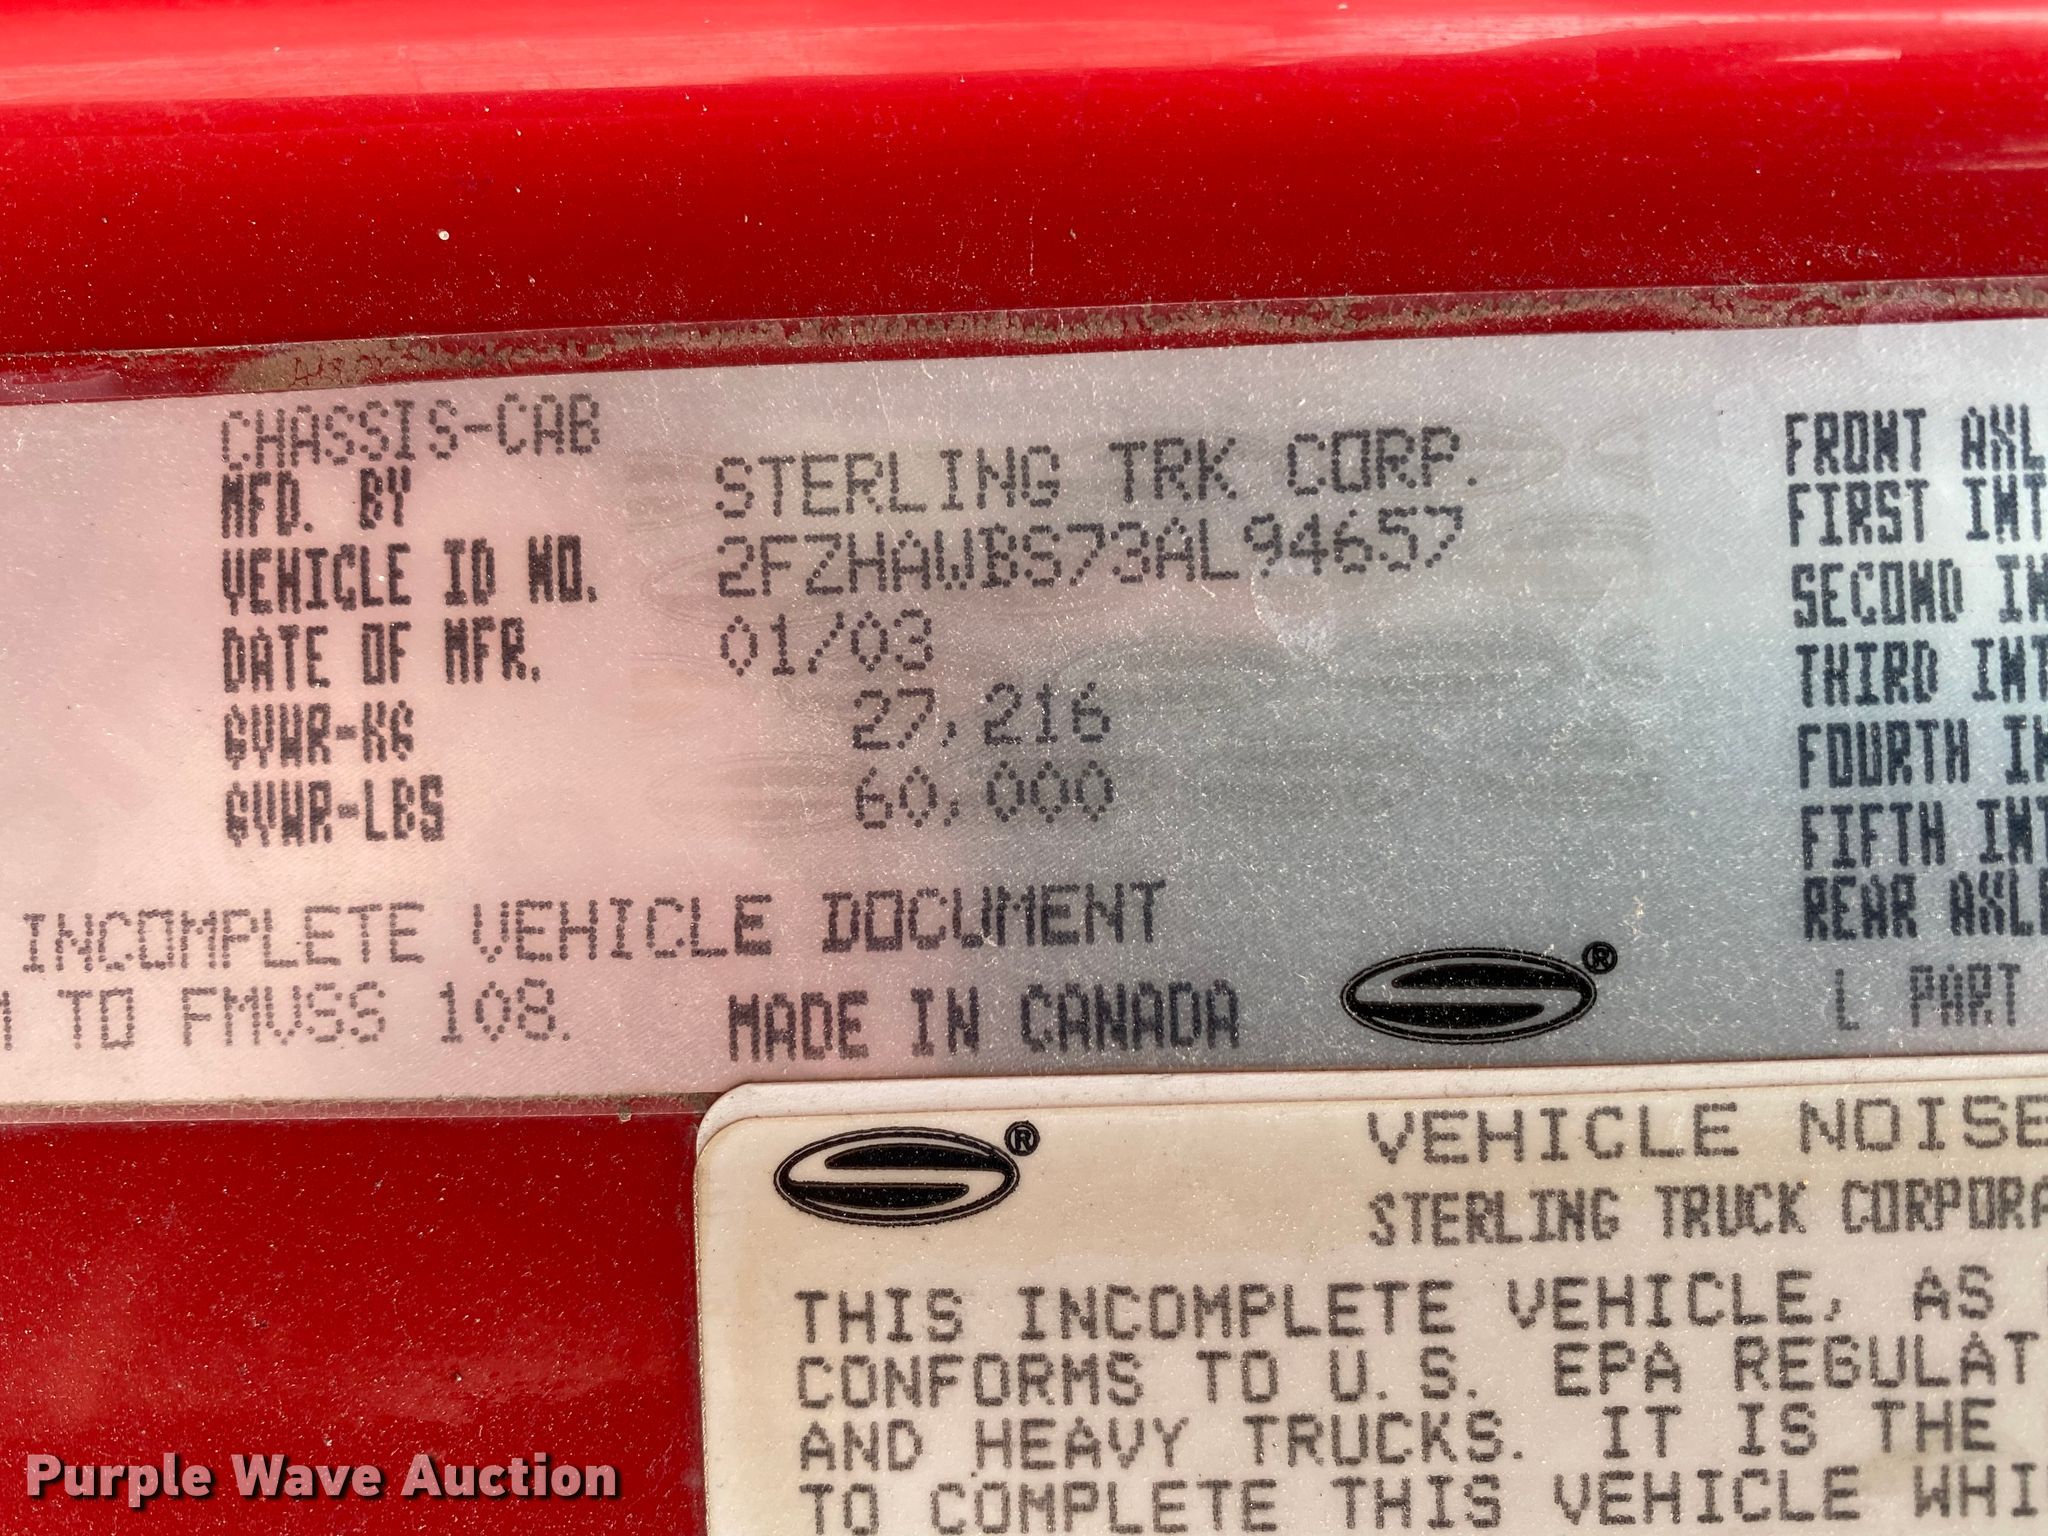 CHASSIS-CAB
MFD. BY STERLING TRK CORP.
VEHICLE ID NO. 2FZHAWBS73AL94657
DATE OF MFR. 01/03
GVWR-KG 27,216
GVWR-LBS 60,000
INCOMPLETE VEHICLE DOCUMENT
TO FMVSS 108. MADE IN CANADA
FRONT AXL
FIRST INT
SECOND IN
THIRD INT
FOURTH IN
FIFTH INT
REAR AXLE
L PART
®
®
VEHICLE NOISE
STERLING TRUCK CORPORA
THIS INCOMPLETE VEHICLE, AS
CONFORMS TO U.S. EPA REGULAT
AND HEAVY TRUCKS. IT IS THE
TO COMPLETE THIS VEHICLE WHI
Purple Wave Auction